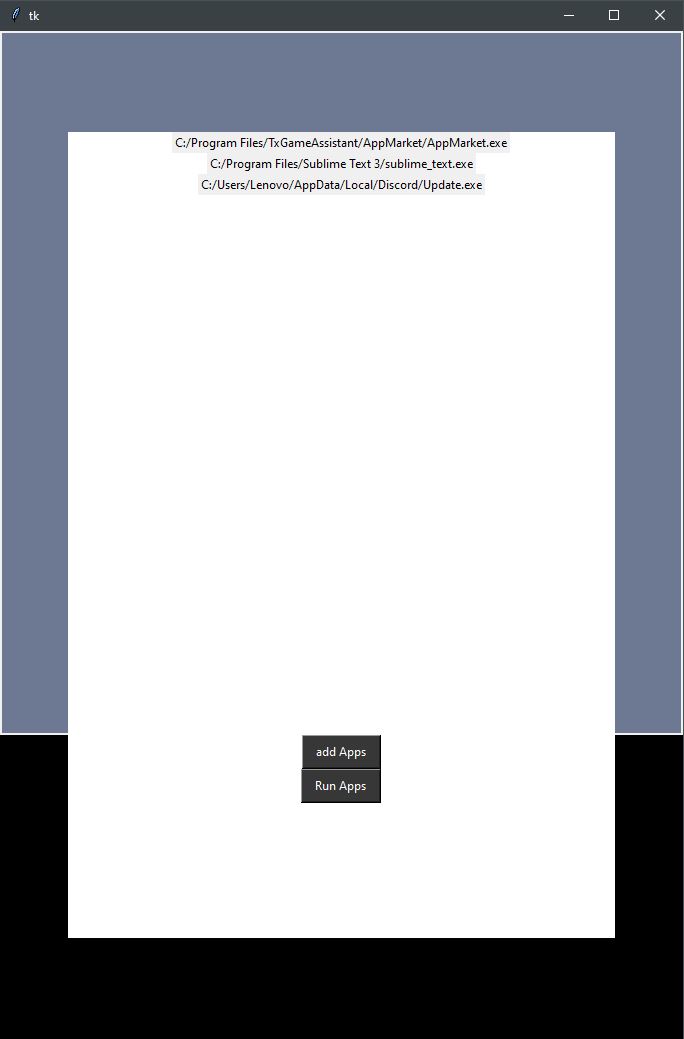 tk
C:/Program Files/TxGameAssistant/AppMarket/AppMarket.exe
C:/Program Files/Sublime Text 3/sublime_text.exe
C:/Users/Lenovo/AppData/Local/Discord/Update.exe
add Apps
Run Apps